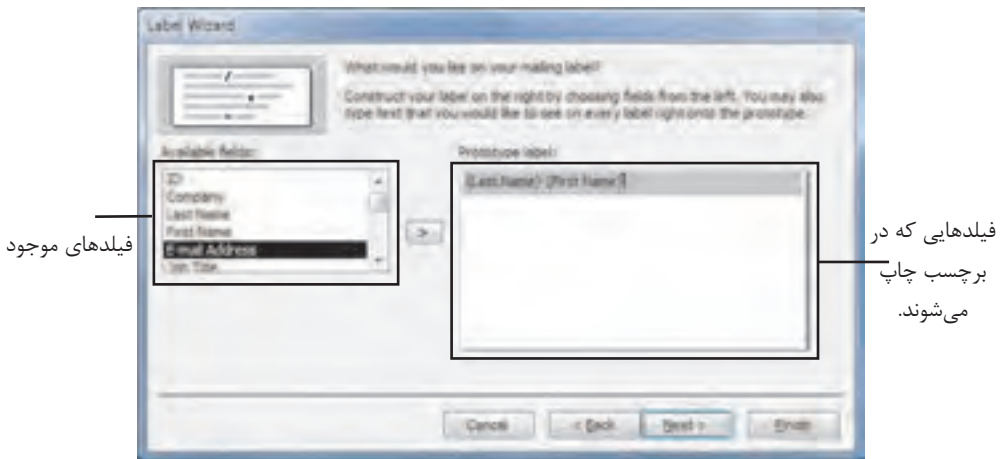 Label Wizard
What would you like on your mailing label?
Construct your label on the right by choosing fields from the left. You may also
type text that you would like to see on every label right onto the prototype.
Available fields:
ID
Company
Last Name
First Name
E-mail Address
Job Title
Prototype label:
{Last Name} {First Name}
>
Cancel
< Back
Next >
Finish
فیلدهای موجود
فیلدهایی که در
برچسب چاپ
می‌شوند.